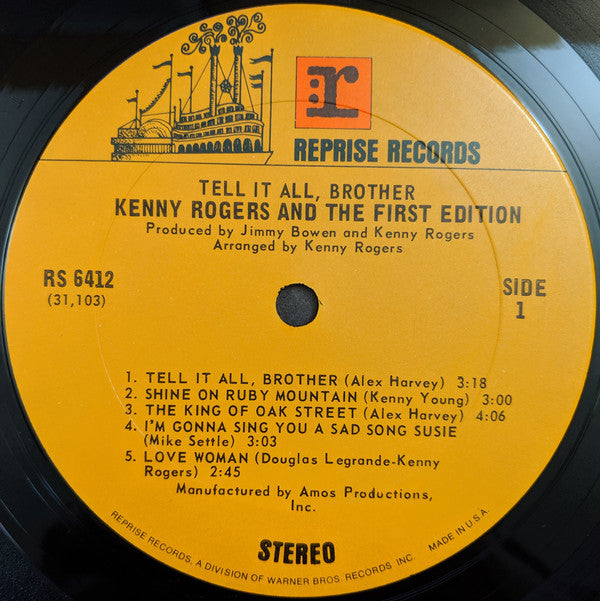 r
REPRISE RECORDS
TELL IT ALL, BROTHER
KENNY ROGERS AND THE FIRST EDITION
Produced by Jimmy Bowen and Kenny Rogers
Arranged by Kenny Rogers
RS 6412
(31,103)
SIDE
1
1. TELL IT ALL, BROTHER (Alex Harvey) 3:18
2. SHINE ON RUBY MOUNTAIN (Kenny Young) 3:00
3. THE KING OF OAK STREET (Alex Harvey) 4:06
4. I'M GONNA SING YOU A SAD SONG SUSIE
(Mike Settle) 3:03
5. LOVE WOMAN (Douglas Legrande-Kenny
Rogers) 2:45
Manufactured by Amos Productions,
Inc.
STEREO
REPRISE RECORDS, A DIVISION OF WARNER BROS. RECORDS INC. MADE IN U.S.A.